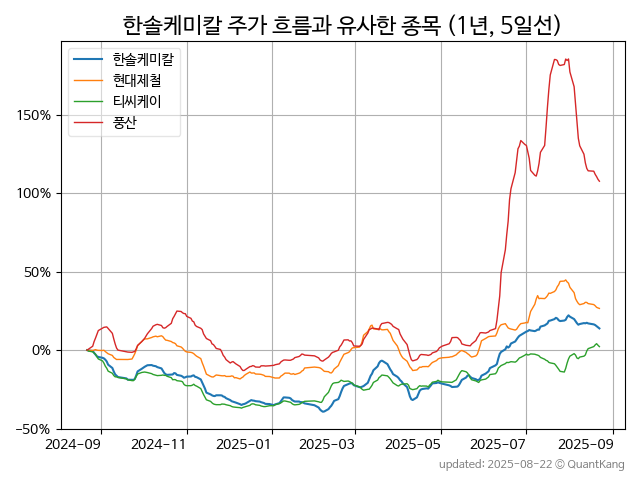 한솔케미칼 주가 흐름과 유사한 종목 (1년, 5일선)
한솔케미칼
현대제철
티씨케이
풍산
150%
100%
50%
0%
−50%
2024-09 2024-11 2025-01 2025-03 2025-05 2025-07 2025-09
updated: 2025-08-22 © QuantKang